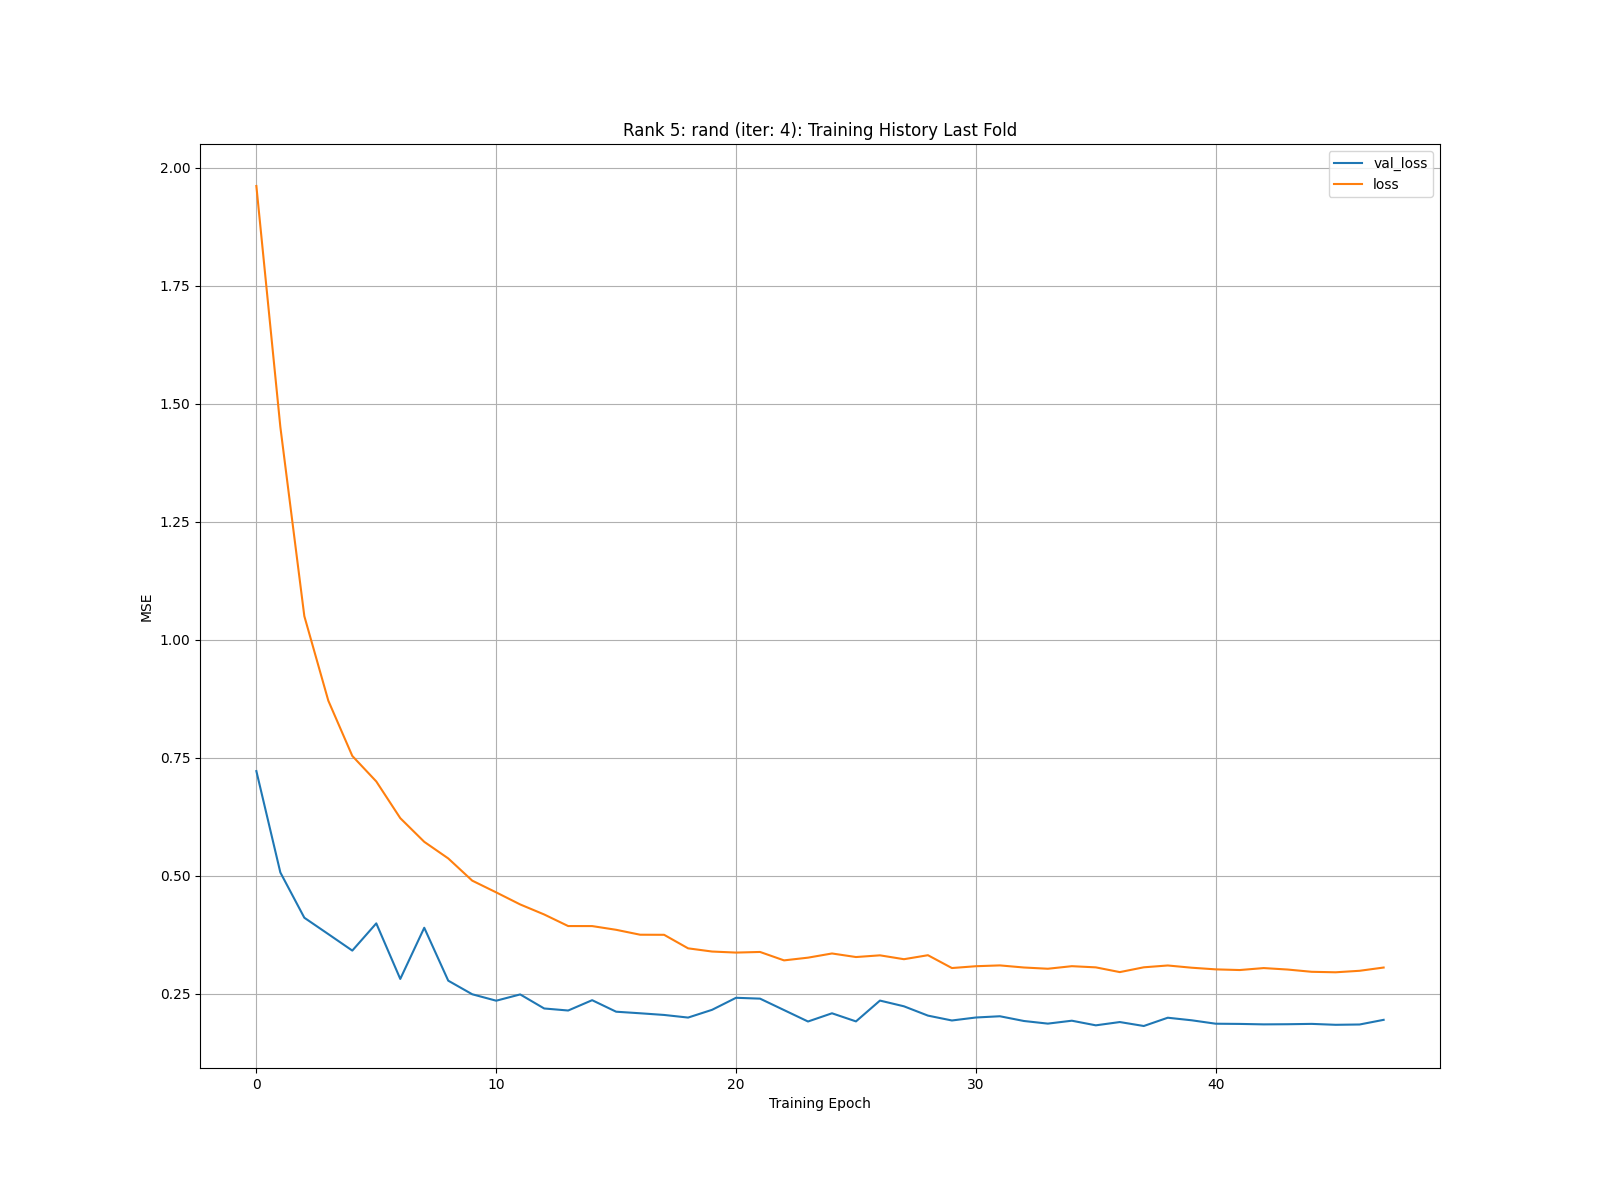 Rank 5: rand (iter: 4): Training History Last Fold
val_loss
loss
2.00
1.75
1.50
1.25
1.00
0.75
0.50
0.25
MSE
0 10 20 30 40
Training Epoch